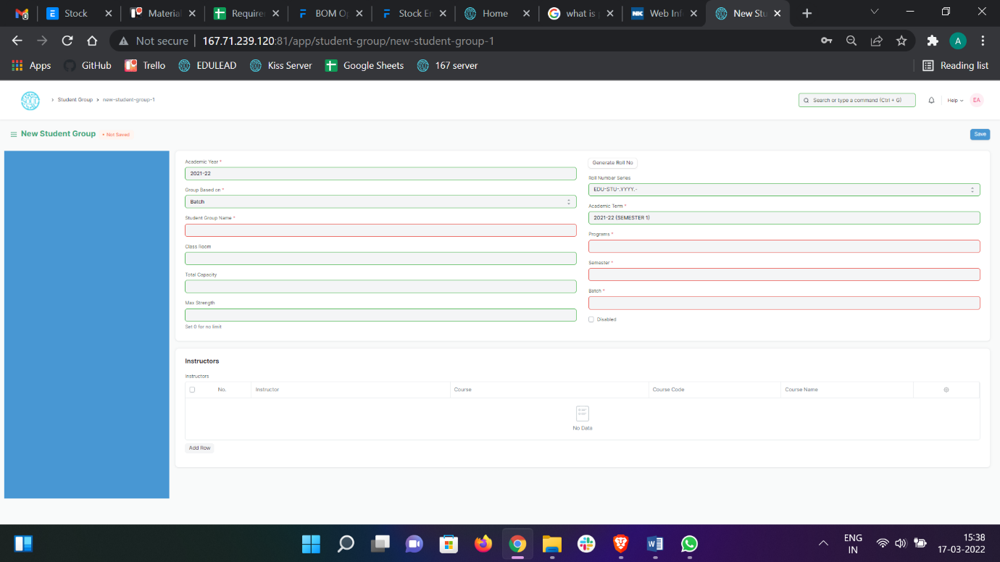 Stock
Material
Requirer
BOM Op
Stock Er
Home
what is
Web Inf
New Stu
Not secure
167.71.239.120:81/app/student-group/new-student-group-1
A
Apps
GitHub
Trello
EDULEAD
Kiss Server
Google Sheets
167 server
Reading list
Student Group
new-student-group-1
Search or type a command (Ctrl + G)
Help
EA
New Student Group
• Not Saved
Save
Academic Year *
2021-22
Group Based on *
Batch
Student Group Name *
Class Room
Total Capacity
Max Strength
Set 0 for no limit
Generate Roll No
Roll Number Series
EDU-STU-.YYYY.-
Academic Term *
2021-22 (SEMESTER 1)
Programs *
Semester *
Batch *
Disabled
Instructors
Instructors
No.
Instructor
Course
Course Code
Course Name
No Data
Add Row
ENG
IN
15:38
17-03-2022